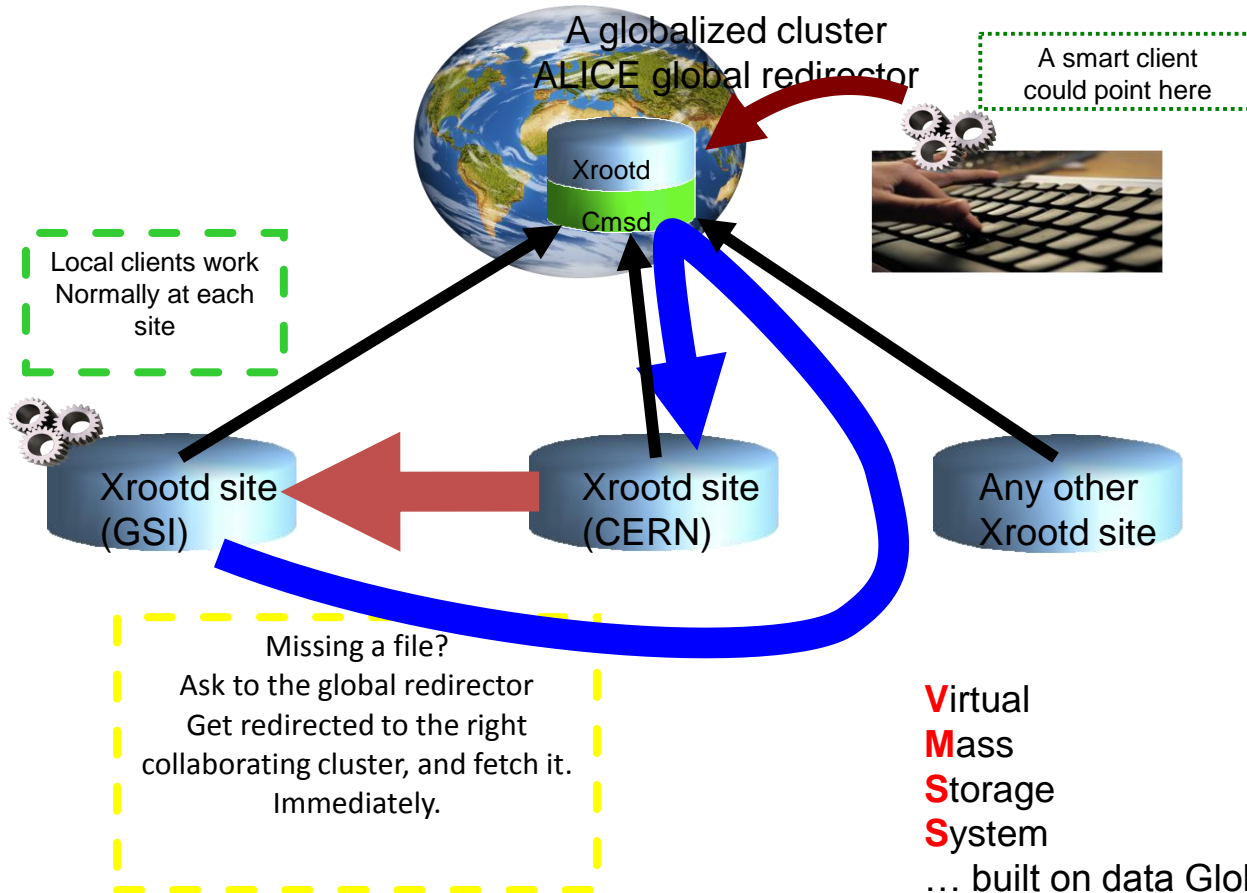 A globalized cluster
ALICE global redirector
A smart client
could point here
Xrootd
Cmsd
Local clients work
Normally at each
site
Xrootd site
(GSI)
Xrootd site
(CERN)
Any other
Xrootd site
Missing a file?
Ask to the global redirector
Get redirected to the right
collaborating cluster, and fetch it.
Immediately.
Virtual
Mass
Storage
System
… built on data Glob